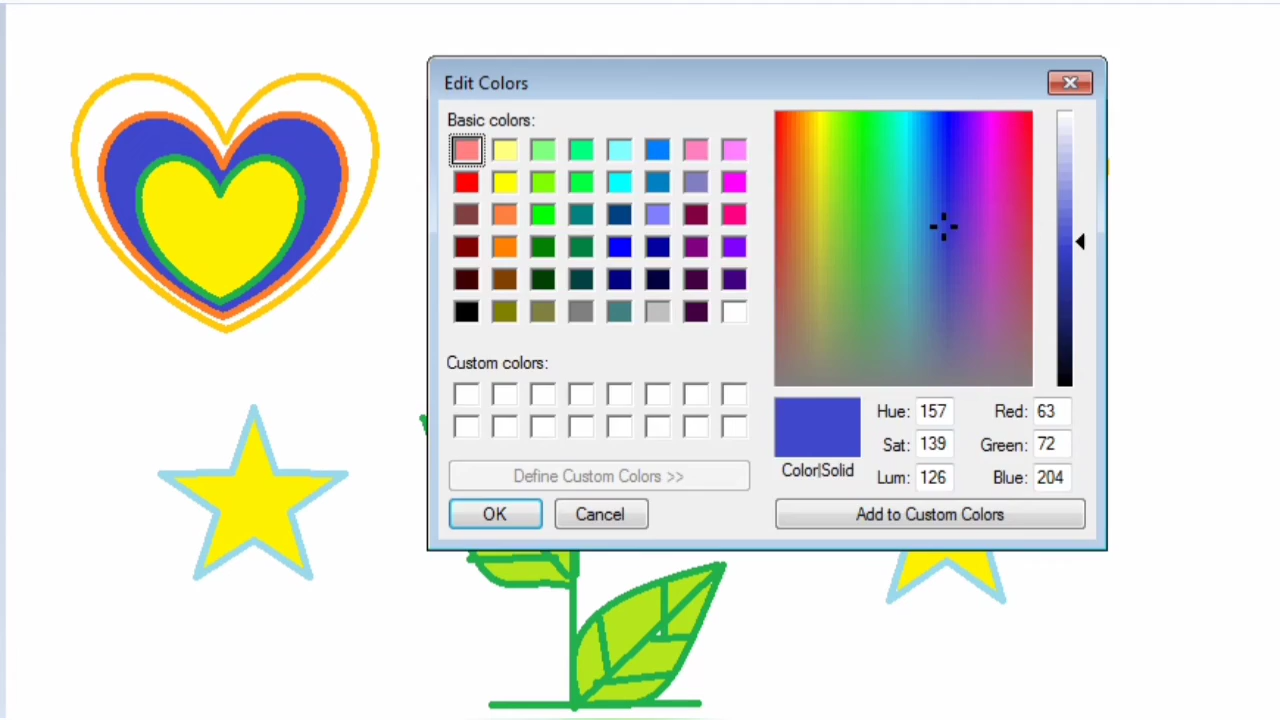 Edit Colors
Basic colors:
Custom colors:
Define Custom Colors >>
OK
Cancel
Color|Solid
Hue: 157
Sat: 139
Lum: 126
Red: 63
Green: 72
Blue: 204
Add to Custom Colors